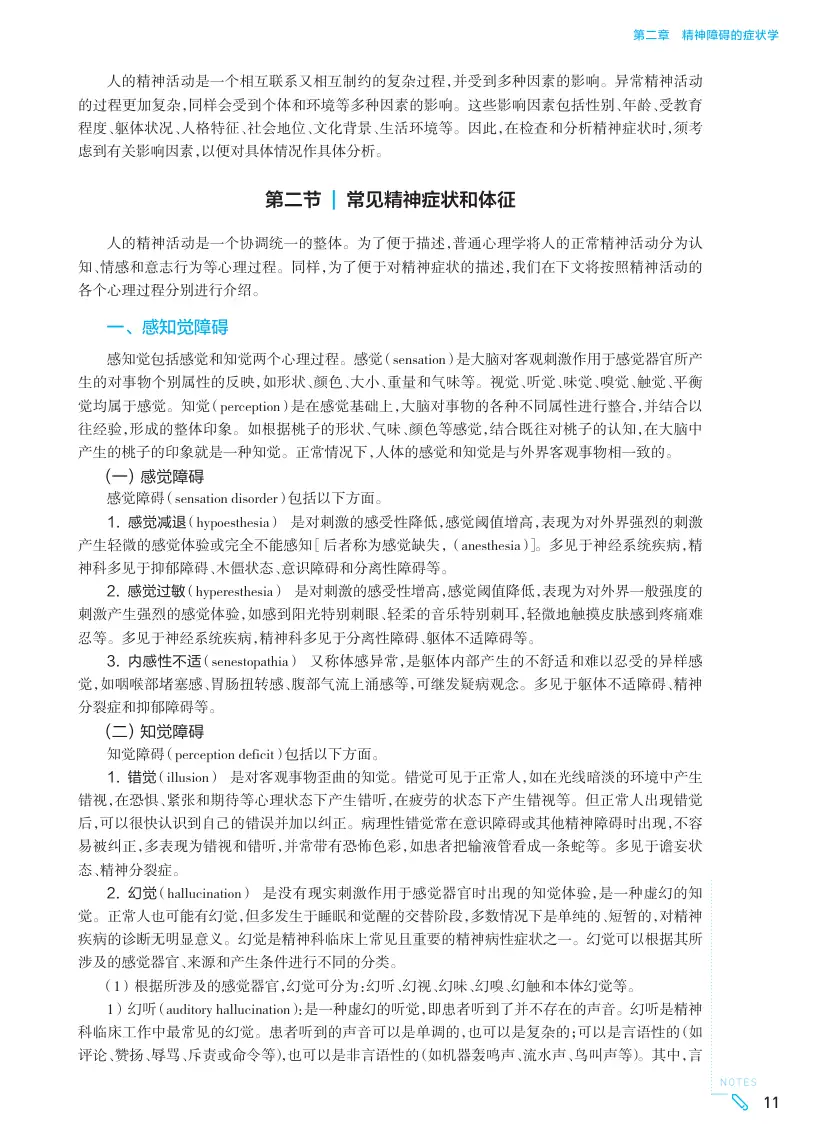 第二章　精神障碍的症状学
人的精神活动是一个相互联系又相互制约的复杂过程,并受到多种因素的影响。异常精神活动
的过程更加复杂,同样会受到个体和环境等多种因素的影响。这些影响因素包括性别、年龄、受教育
程度、躯体状况、人格特征、社会地位、文化背景、生活环境等。因此,在检查和分析精神症状时,须考
虑到有关影响因素,以便对具体情况作具体分析。
第二节 | 常见精神症状和体征
人的精神活动是一个协调统一的整体。为了便于描述,普通心理学将人的正常精神活动分为认
知、情感和意志行为等心理过程。同样,为了便于对精神症状的描述,我们在下文将按照精神活动的
各个心理过程分别进行介绍。
一、感知觉障碍
感知觉包括感觉和知觉两个心理过程。感觉(sensation)是大脑对客观刺激作用于感觉器官所产
生的对事物个别属性的反映,如形状、颜色、大小、重量和气味等。视觉、听觉、味觉、嗅觉、触觉、平衡
觉均属于感觉。知觉(perception)是在感觉基础上,大脑对事物的各种不同属性进行整合,并结合以
往经验,形成的整体印象。如根据桃子的形状、气味、颜色等感觉,结合既往对桃子的认知,在大脑中
产生的桃子的印象就是一种知觉。正常情况下,人体的感觉和知觉是与外界客观事物相一致的。
(一) 感觉障碍
感觉障碍(sensation disorder)包括以下方面。
1. 感觉减退(hypoesthesia)　是对刺激的感受性降低,感觉阈值增高,表现为对外界强烈的刺激
产生轻微的感觉体验或完全不能感知[后者称为感觉缺失,(anesthesia)]。多见于神经系统疾病,精
神科多见于抑郁障碍、木僵状态、意识障碍和分离性障碍等。
2. 感觉过敏(hyperesthesia)　是对刺激的感受性增高,感觉阈值降低,表现为对外界一般强度的
刺激产生强烈的感觉体验,如感到阳光特别刺眼、轻柔的音乐特别刺耳,轻微地触摸皮肤感到疼痛难
忍等。多见于神经系统疾病,精神科多见于分离性障碍、躯体不适障碍等。
3. 内感性不适(senestopathia)　又称体感异常,是躯体内部产生的不舒适和难以忍受的异样感
觉,如咽喉部堵塞感、胃肠扭转感、腹部气流上涌感等,可继发疑病观念。多见于躯体不适障碍、精神
分裂症和抑郁障碍等。
(二) 知觉障碍
知觉障碍(perception deficit)包括以下方面。
1. 错觉(illusion)　是对客观事物歪曲的知觉。错觉可见于正常人,如在光线暗淡的环境中产生
错视,在恐惧、紧张和期待等心理状态下产生错听,在疲劳的状态下产生错视等。但正常人出现错觉
后,可以很快认识到自己的错误并加以纠正。病理性错觉常在意识障碍或其他精神障碍时出现,不容
易被纠正,多表现为错视和错听,并常带有恐怖色彩,如患者把输液管看成一条蛇等。多见于谵妄状
态、精神分裂症。
2. 幻觉(hallucination)　是没有现实刺激作用于感觉器官时出现的知觉体验,是一种虚幻的知
觉。正常人也可能有幻觉,但多发生于睡眠和觉醒的交替阶段,多数情况下是单纯的、短暂的,对精神
疾病的诊断无明显意义。幻觉是精神科临床上常见且重要的精神病性症状之一。幻觉可以根据其所
涉及的感觉器官、来源和产生条件进行不同的分类。
(1)根据所涉及的感觉器官,幻觉可分为:幻听、幻视、幻味、幻嗅、幻触和本体幻觉等。
1)幻听(auditory hallucination):是一种虚幻的听觉,即患者听到了并不存在的声音。幻听是精神
科临床工作中最常见的幻觉。患者听到的声音可以是单调的,也可以是复杂的;可以是言语性的(如
评论、赞扬、辱骂、斥责或命令等),也可以是非言语性的(如机器轰鸣声、流水声、鸟叫声等)。其中,言
NOTES
11